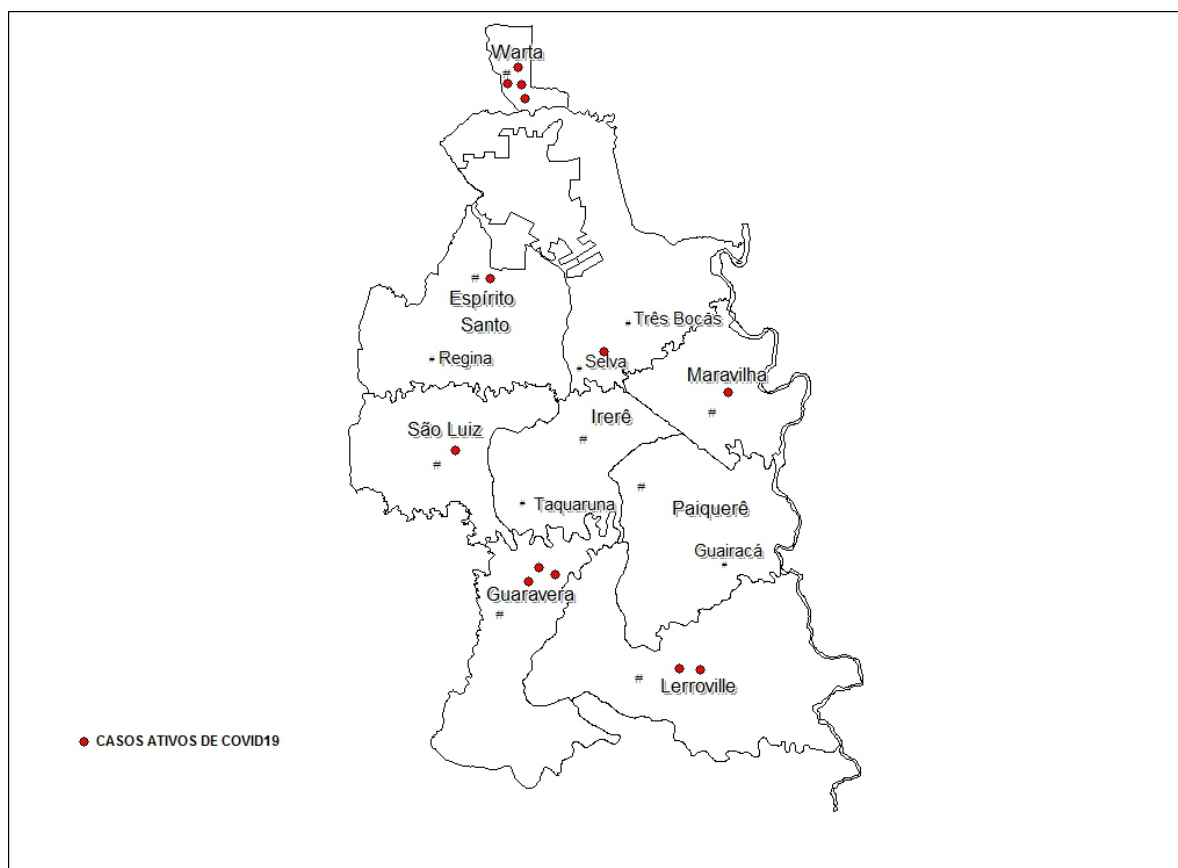 Warta
#
#
Espírito
Santo
Três Bocas
Regina
Selva
Maravilha
#
Irerê
#
São Luiz
#
#
Taquaruna
Paiquerê
Guairacá
Guaravera
#
#
Lerroville
CASOS ATIVOS DE COVID19